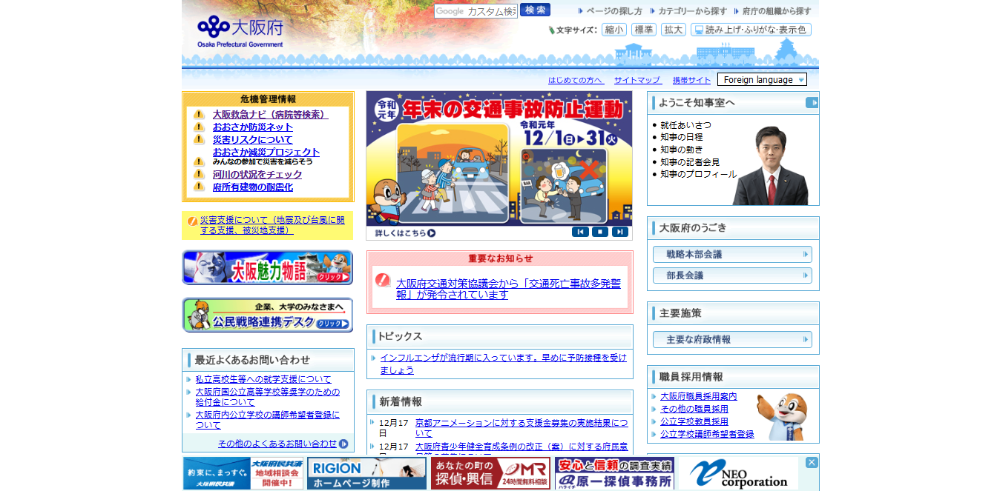 大阪府
Osaka Prefectural Government
Google カスタム検索
検索
ページの探し方
カテゴリーから探す
府庁の組織から探す
文字サイズ:
縮小
標準
拡大
読み上げ・ふりがな・表示色
はじめての方へ
サイトマップ
携帯サイト
Foreign language
危機管理情報
大阪救急ナビ（病院等検索）
おおさか防災ネット
災害リスクについて
おおさか減災プロジェクト
みんなの参加で災害を減らそう
河川の状況をチェック
府所有建物の耐震化
災害支援について（地震及び台風に関
する支援、被災地支援）
大阪魅力物語
クリック
企業、大学のみなさまへ
公民戦略連携デスク
クリック
最近よくあるお問い合わせ
私立高校生等への就学支援について
大阪府国公立高等学校等奨学のための
給付金について
大阪府内公立学校の講師希望者登録に
ついて
その他のよくあるお問い合わせ
令和
元年
年末の交通事故防止運動
令和元年
12/1日▶31火
BAR
詳しくはこちら
重要なお知らせ
大阪府交通対策協議会から「交通死亡事故多発警
報」が発令されています
トピックス
インフルエンザが流行期に入っています。早めに予防接種を受け
ましょう
新着情報
12月17
日
京都アニメーションに対する支援金募集の実施結果につ
いて
12月17
大阪府青少年健全育成条例の改正（案）に対する府民意
ようこそ知事室へ
就任あいさつ
知事の日程
知事の動き
知事の記者会見
知事のプロフィール
大阪府のうごき
戦略本部会議
部長会議
主要施策
主要な府政情報
職員採用情報
大阪府職員採用案内
その他の職員採用
公立学校教員採用
公立学校講師希望者登録
約束に、まっすぐ。
大阪府民共済
大阪府民共済
地域相談会
開催中!
RIGION
ホームページ制作
あなたの町の
探偵・興信
MR
24時間無料相談
安心と信頼の調査実績
ハライチ
原一探偵事務所
NEO
corporation